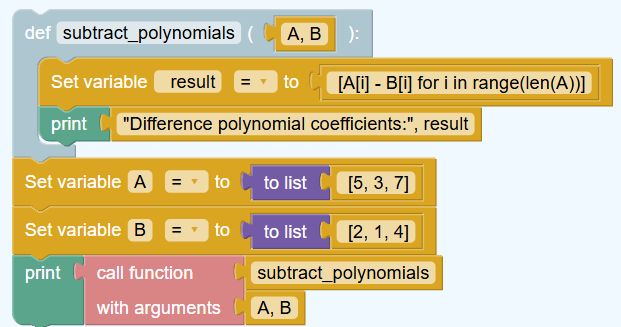 def subtract_polynomials ( A, B ):
Set variable result = to [A[i] - B[i] for i in range(len(A))]
print "Difference polynomial coefficients:", result
Set variable A = to to list [5, 3, 7]
Set variable B = to to list [2, 1, 4]
print call function subtract_polynomials
with arguments A, B